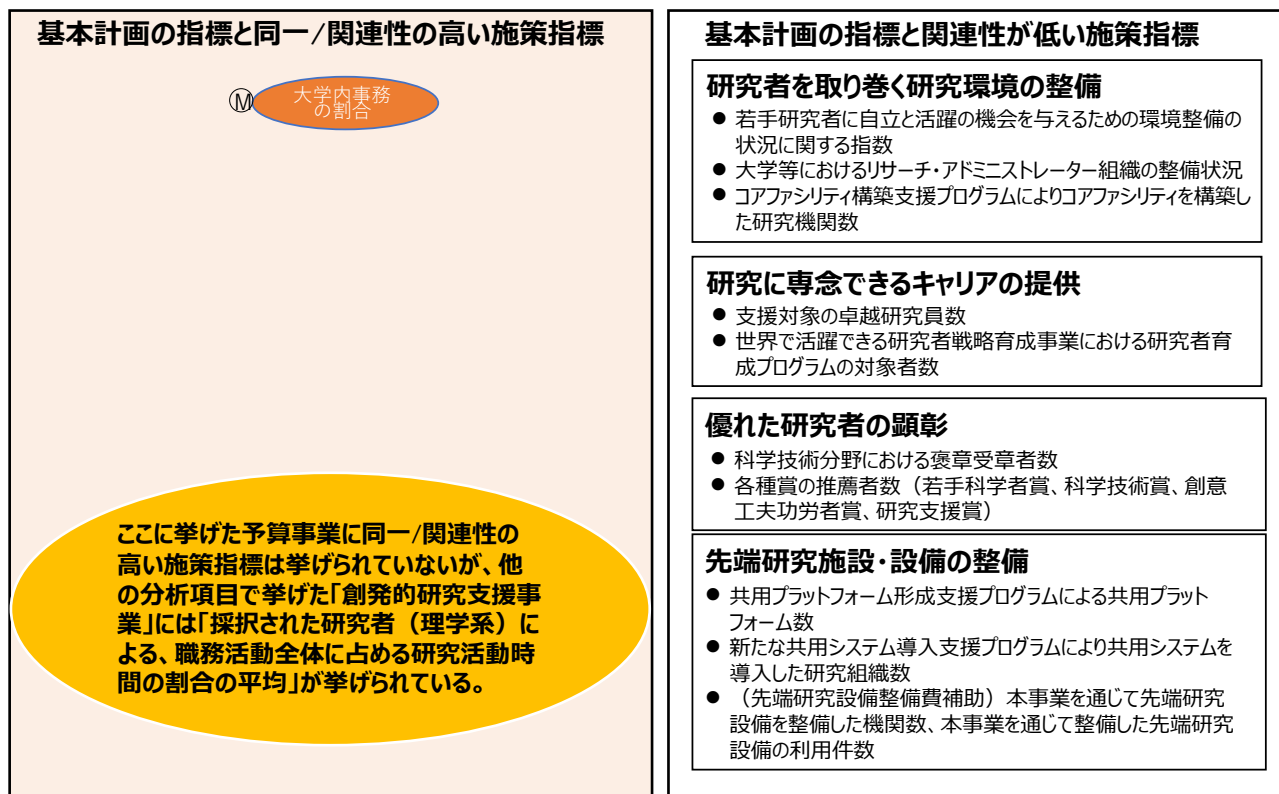 基本計画の指標と同一/関連性の高い施策指標
Ⓜ
大学内事務
の割合
ここに挙げた予算事業に同一/関連性の
高い施策指標は挙げられていないが、他
の分析項目で挙げた「創発的研究支援事
業」には「採択された研究者（理学系）に
よる、職務活動全体に占める研究活動時
間の割合の平均」が挙げられている。
基本計画の指標と関連性が低い施策指標
研究者を取り巻く研究環境の整備
● 若手研究者に自立と活躍の機会を与えるための環境整備の
状況に関する指数
● 大学等におけるリサーチ・アドミニストレーター組織の整備状況
● コアファシリティ構築支援プログラムによりコアファシリティを構築し
た研究機関数
研究に専念できるキャリアの提供
● 支援対象の卓越研究員数
● 世界で活躍できる研究者戦略育成事業における研究者育
成プログラムの対象者数
優れた研究者の顕彰
● 科学技術分野における褒章受章者数
● 各種賞の推薦者数（若手科学者賞、科学技術賞、創意
工夫功労者賞、研究支援賞）
先端研究施設・設備の整備
● 共用プラットフォーム形成支援プログラムによる共用プラット
フォーム数
● 新たな共用システム導入支援プログラムにより共用システムを
導入した研究組織数
● （先端研究設備整備費補助）本事業を通じて先端研究
設備を整備した機関数、本事業を通じて整備した先端研究
設備の利用件数